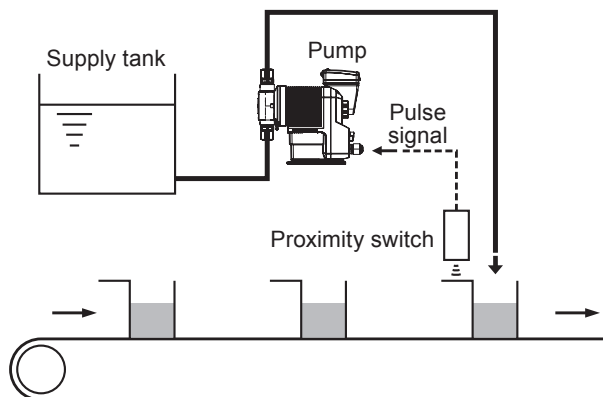 Supply tank
Pump
Pulse
signal
Proximity switch